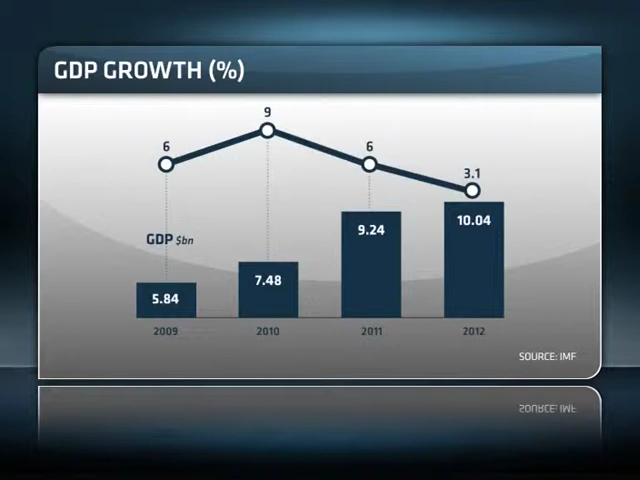 GDP GROWTH (%)
9
6
6
3.1
10.04
9.24
GDP $bn
7.48
5.84
2009 2010 2011 2012
SOURCE: IMF
SOURCE: IMF